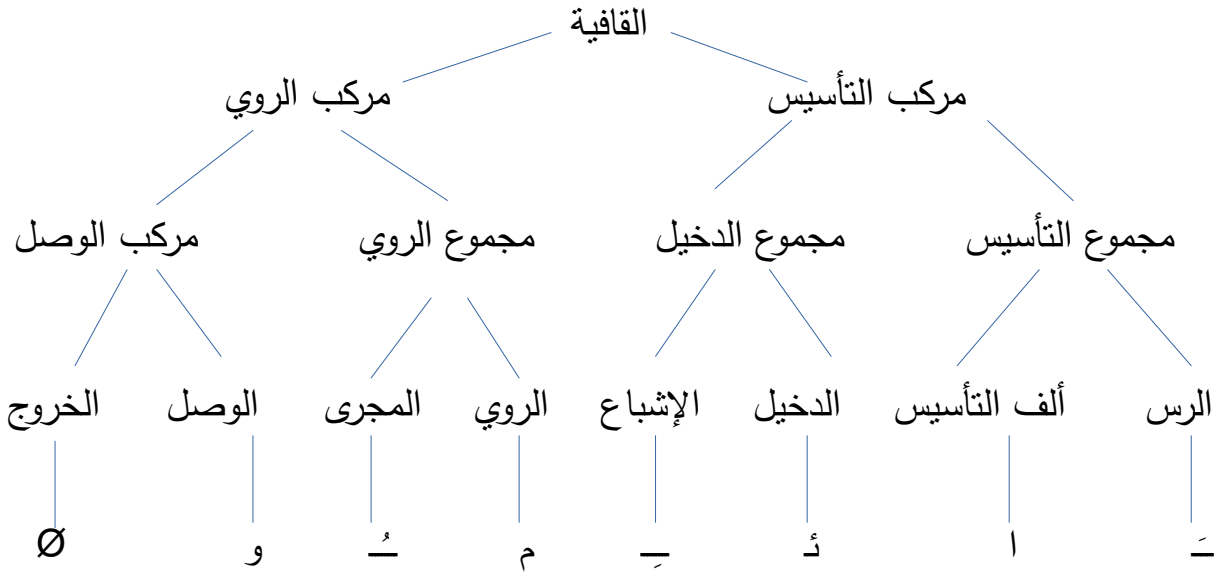 القافية
مركب التأسيس مركب الروي
مجموع التأسيس مجموع الدخيل مجموع الروي مركب الوصل
الرس ألف التأسيس الدخيل الإشباع الروي المجرى الوصل الخروج
ـَ ا ئـ ـِ م ـُ و Ø